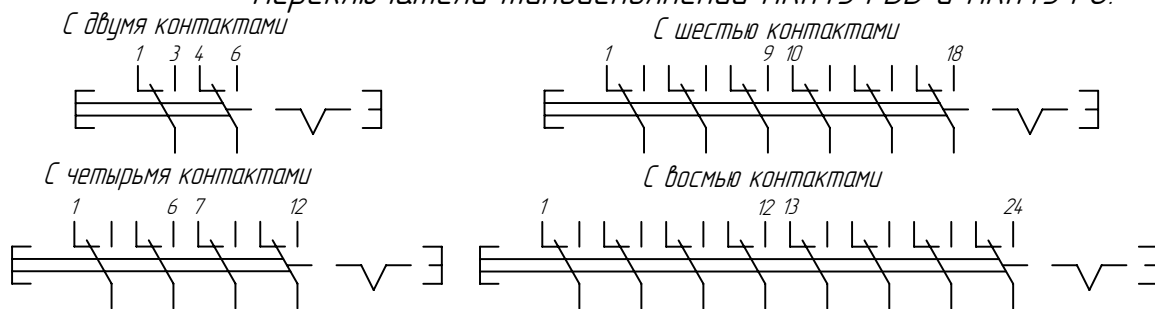 С двумя контактами
С шестью контактами
1 3 4 6
1 9 10 18
С четырьмя контактами
С восмью контактами
1 6 7 12
1 12 13 24